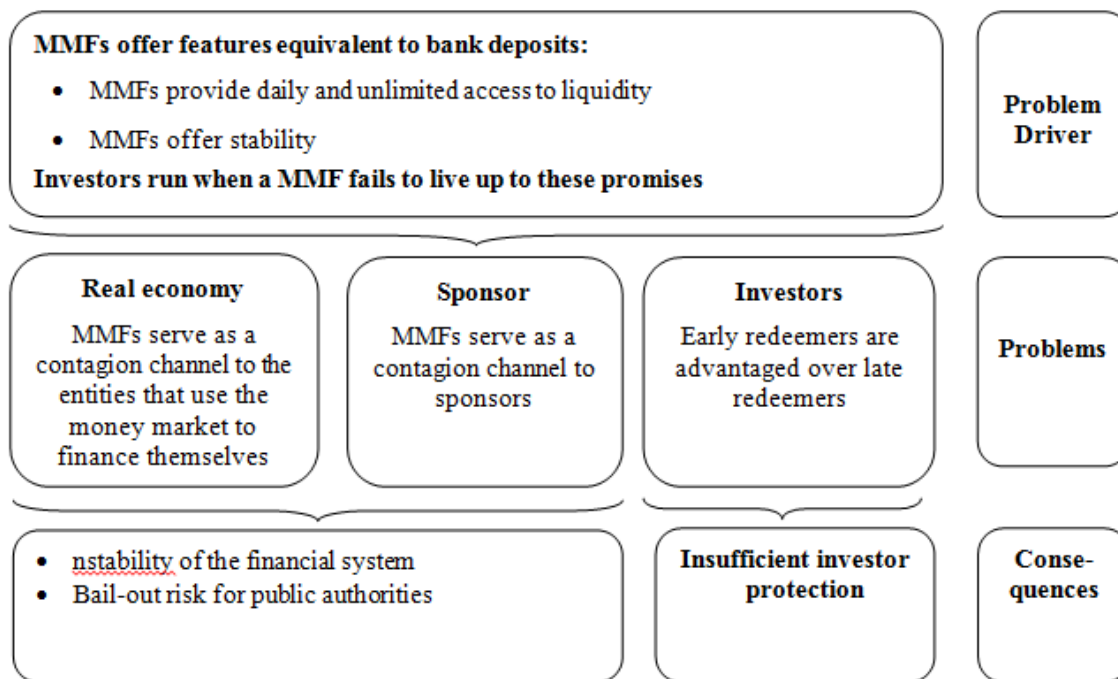 MMFs offer features equivalent to bank deposits:
• MMFs provide daily and unlimited access to liquidity
• MMFs offer stability
Investors run when a MMF fails to live up to these promises
Problem
Driver
Real economy
MMFs serve as a
contagion channel to the
entities that use the
money market to
finance themselves
Sponsor
MMFs serve as a
contagion channel to
sponsors
Investors
Early redeemers are
advantaged over late
redeemers
Problems
• nstability of the financial system
• Bail-out risk for public authorities
Insufficient investor
protection
Conse-
quences